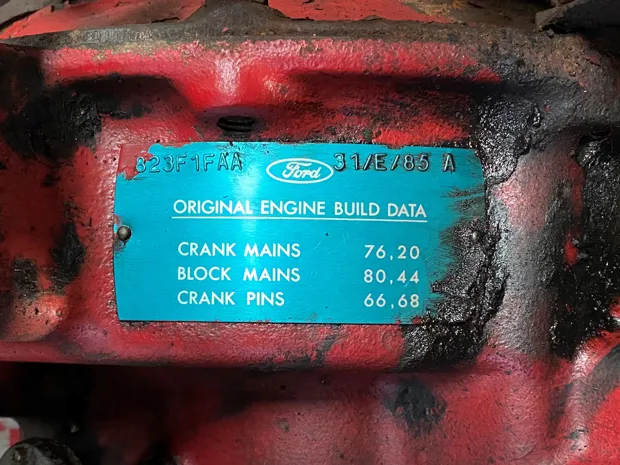 823F1FAA Ford 31/E/85 A
ORIGINAL ENGINE BUILD DATA
CRANK MAINS 76,20
BLOCK MAINS 80,44
CRANK PINS 66,68